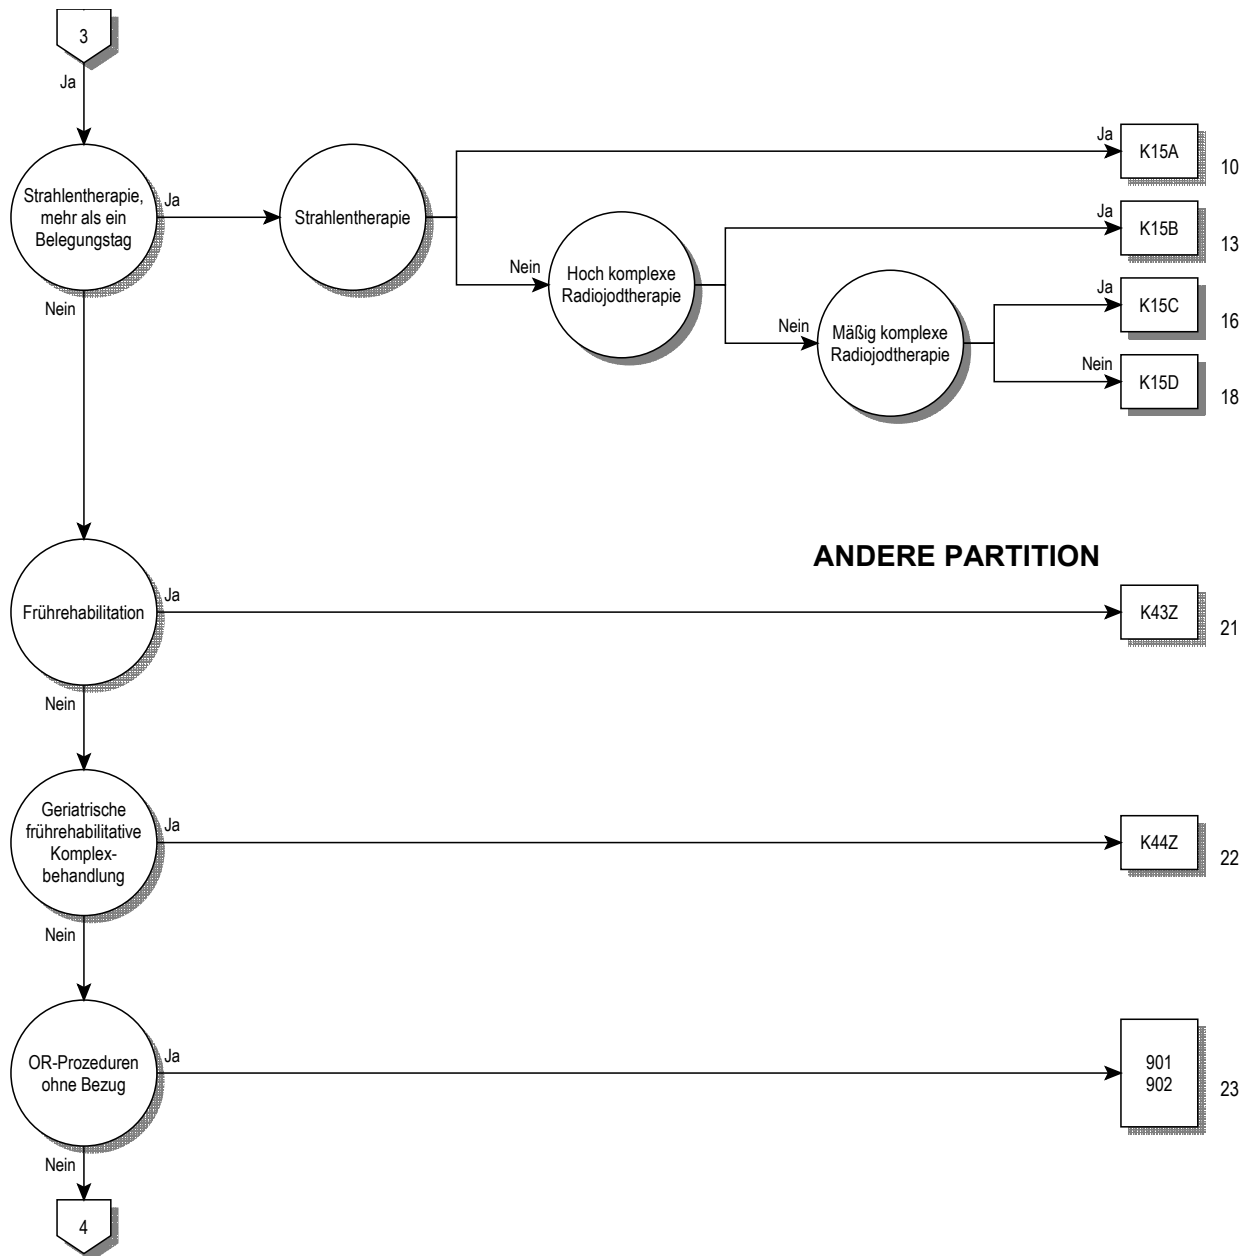 3
Ja
Strahlentherapie,
mehr als ein
Belegungstag
Ja
Strahlentherapie
Ja
K15A
10
Nein
Hoch komplexe
Radiojodtherapie
Ja
K15B
13
Nein
Mäßig komplexe
Radiojodtherapie
Ja
K15C
16
Nein
K15D
18
Nein
ANDERE PARTITION
Frührehabilitation
Ja
K43Z
21
Nein
Geriatrische
frührehabilitative
Komplex-
behandlung
Ja
K44Z
22
Nein
OR-Prozeduren
ohne Bezug
Ja
901
902
23
Nein
4